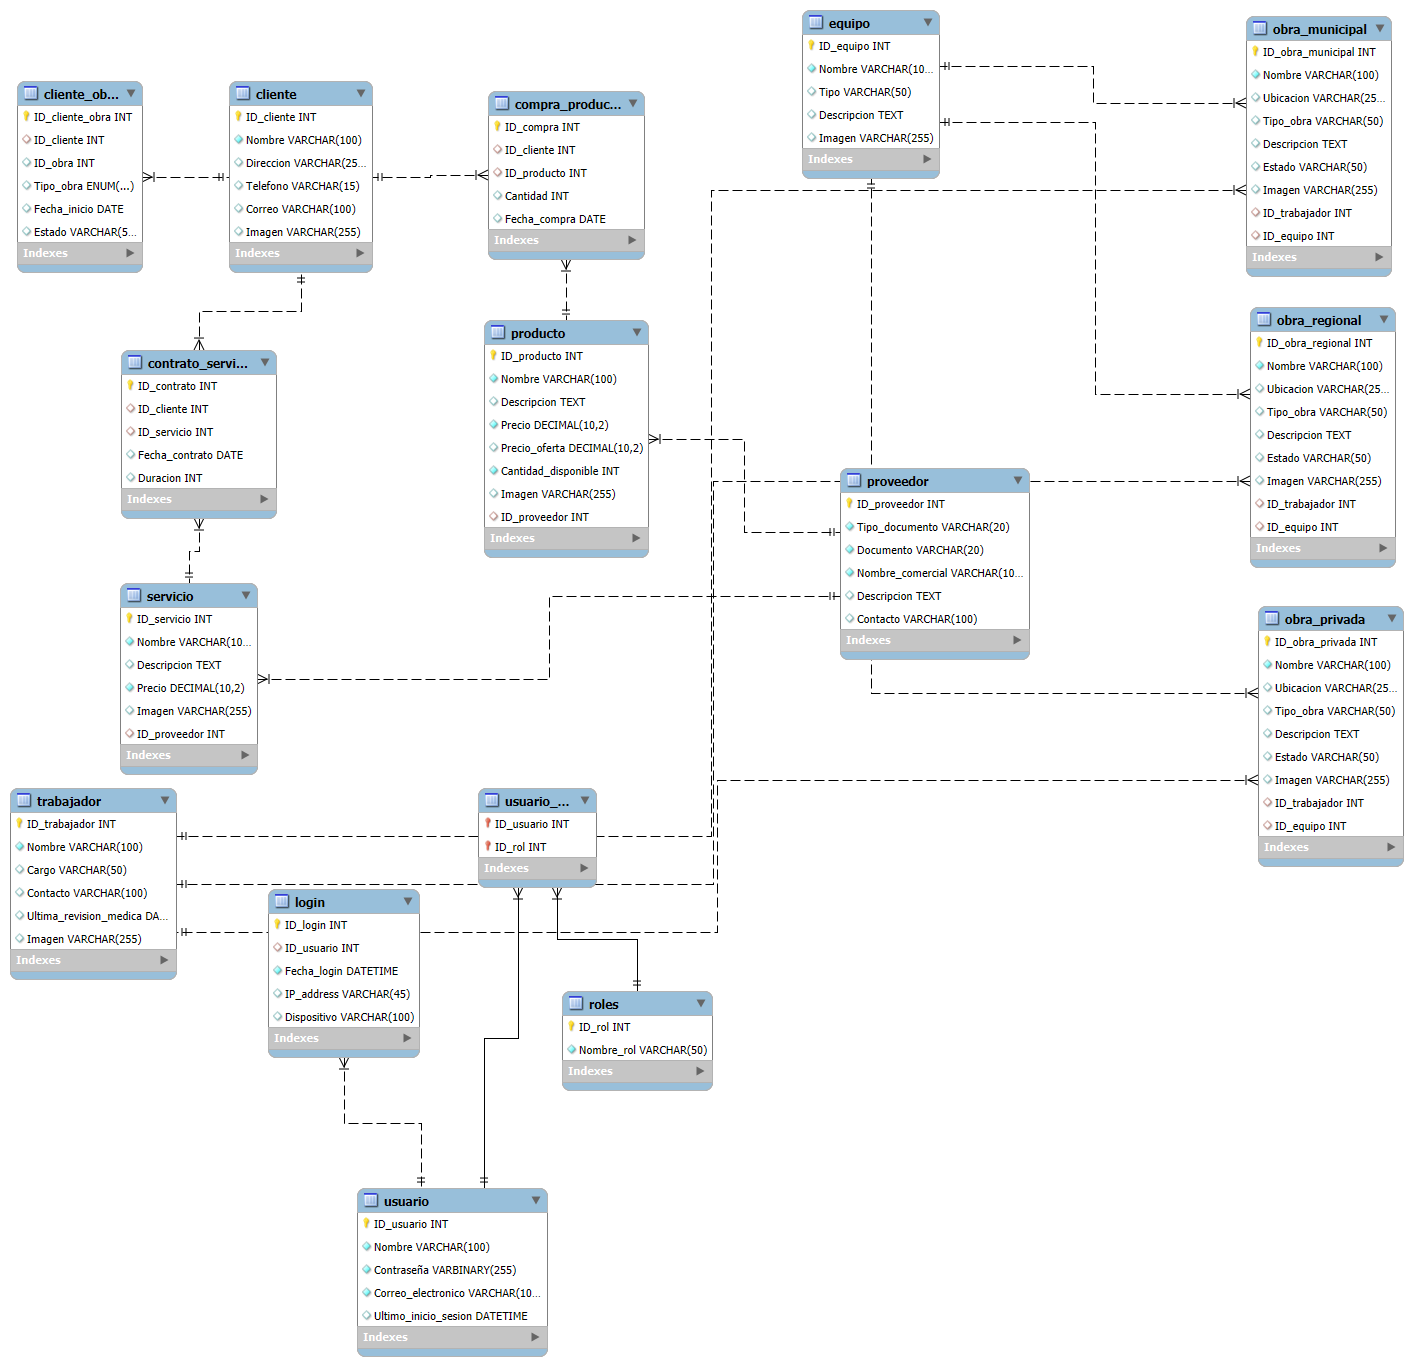 cliente_ob...
ID_cliente_obra INT
ID_cliente INT
ID_obra INT
Tipo_obra ENUM(...)
Fecha_inicio DATE
Estado VARCHAR(5...
Indexes
cliente
ID_cliente INT
Nombre VARCHAR(100)
Direccion VARCHAR(25...
Telefono VARCHAR(15)
Correo VARCHAR(100)
Imagen VARCHAR(255)
Indexes
compra_produc...
ID_compra INT
ID_cliente INT
ID_producto INT
Cantidad INT
Fecha_compra DATE
Indexes
equipo
ID_equipo INT
Nombre VARCHAR(10...
Tipo VARCHAR(50)
Descripcion TEXT
Imagen VARCHAR(255)
Indexes
obra_municipal
ID_obra_municipal INT
Nombre VARCHAR(100)
Ubicacion VARCHAR(25...
Tipo_obra VARCHAR(50)
Descripcion TEXT
Estado VARCHAR(50)
Imagen VARCHAR(255)
ID_trabajador INT
ID_equipo INT
Indexes
contrato_servi...
ID_contrato INT
ID_cliente INT
ID_servicio INT
Fecha_contrato DATE
Duracion INT
Indexes
producto
ID_producto INT
Nombre VARCHAR(100)
Descripcion TEXT
Precio DECIMAL(10,2)
Precio_oferta DECIMAL(10,2)
Cantidad_disponible INT
Imagen VARCHAR(255)
ID_proveedor INT
Indexes
obra_regional
ID_obra_regional INT
Nombre VARCHAR(100)
Ubicacion VARCHAR(25...
Tipo_obra VARCHAR(50)
Descripcion TEXT
Estado VARCHAR(50)
Imagen VARCHAR(255)
ID_trabajador INT
ID_equipo INT
Indexes
proveedor
ID_proveedor INT
Tipo_documento VARCHAR(20)
Documento VARCHAR(20)
Nombre_comercial VARCHAR(10...
Descripcion TEXT
Contacto VARCHAR(100)
Indexes
servicio
ID_servicio INT
Nombre VARCHAR(10...
Descripcion TEXT
Precio DECIMAL(10,2)
Imagen VARCHAR(255)
ID_proveedor INT
Indexes
obra_privada
ID_obra_privada INT
Nombre VARCHAR(100)
Ubicacion VARCHAR(25...
Tipo_obra VARCHAR(50)
Descripcion TEXT
Estado VARCHAR(50)
Imagen VARCHAR(255)
ID_trabajador INT
ID_equipo INT
Indexes
trabajador
ID_trabajador INT
Nombre VARCHAR(100)
Cargo VARCHAR(50)
Contacto VARCHAR(100)
Ultima_revision_medica DA...
Imagen VARCHAR(255)
Indexes
usuario_...
ID_usuario INT
ID_rol INT
Indexes
login
ID_login INT
ID_usuario INT
Fecha_login DATETIME
IP_address VARCHAR(45)
Dispositivo VARCHAR(100)
Indexes
roles
ID_rol INT
Nombre_rol VARCHAR(50)
Indexes
usuario
ID_usuario INT
Nombre VARCHAR(100)
Contraseña VARBINARY(255)
Correo_electronico VARCHAR(10...
Ultimo_inicio_sesion DATETIME
Indexes